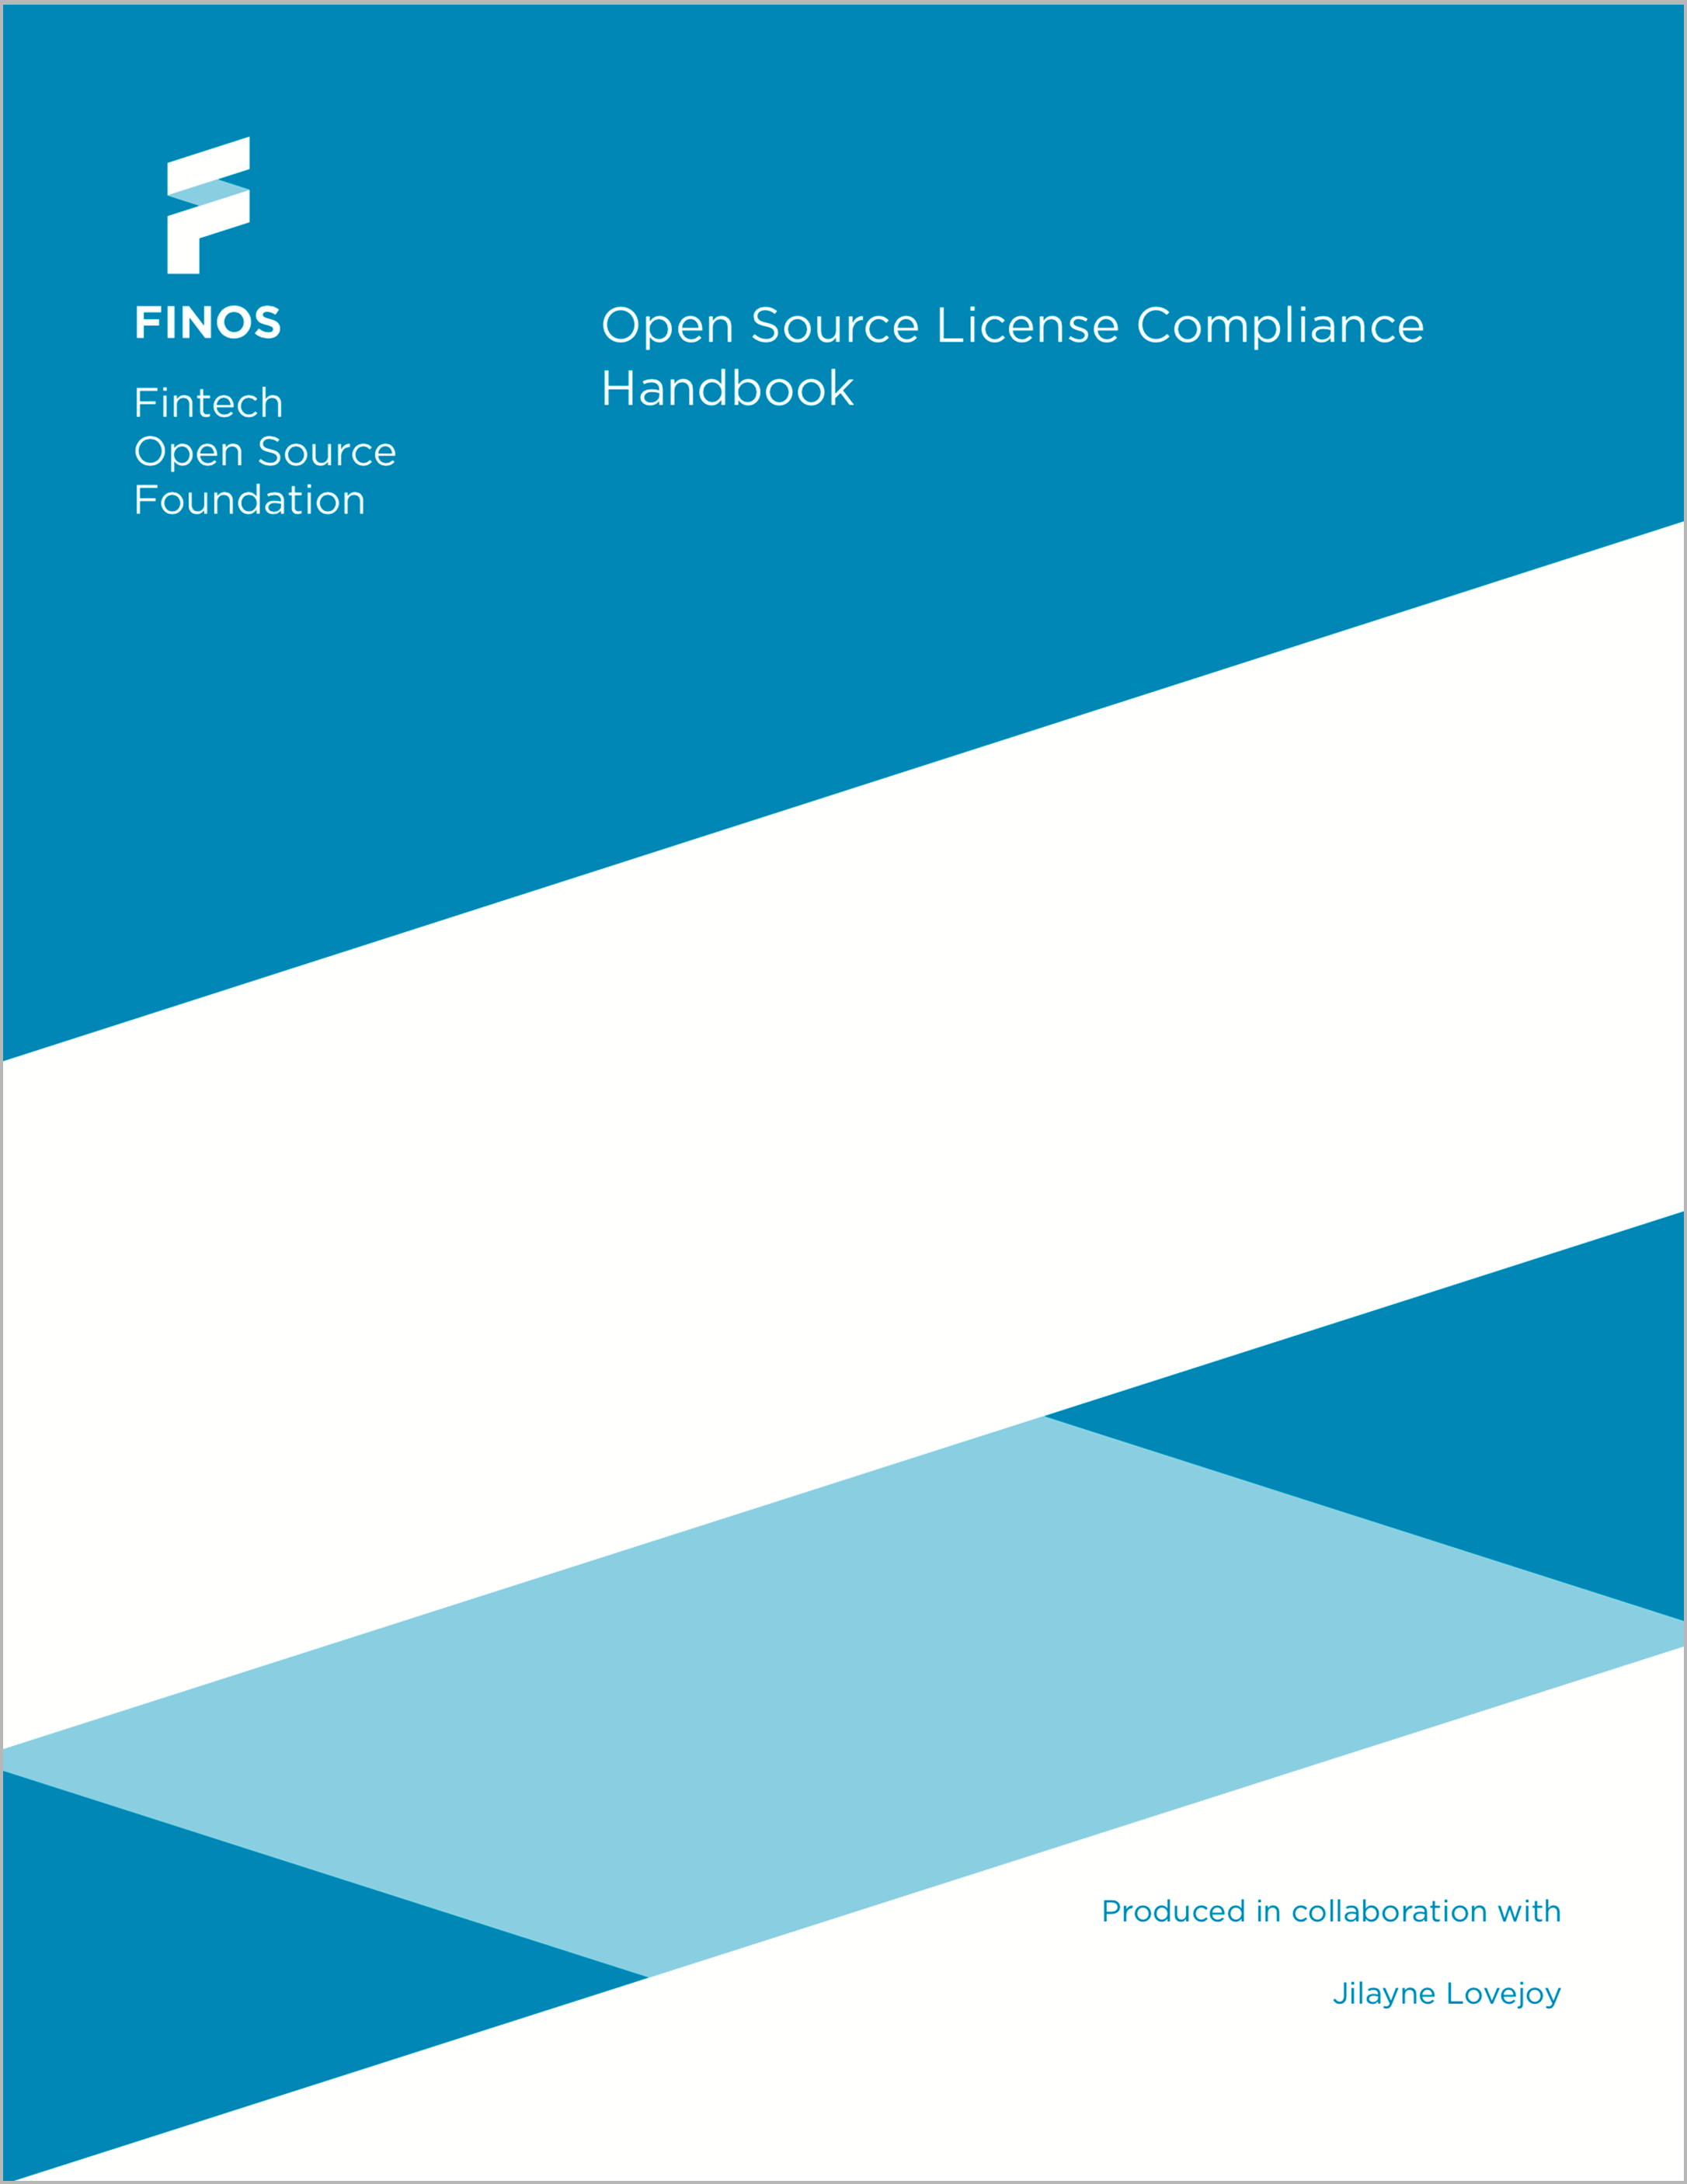 FINOS
Fintech
Open Source
Foundation
Open Source License Compliance
Handbook
Produced in collaboration with
Jilayne Lovejoy